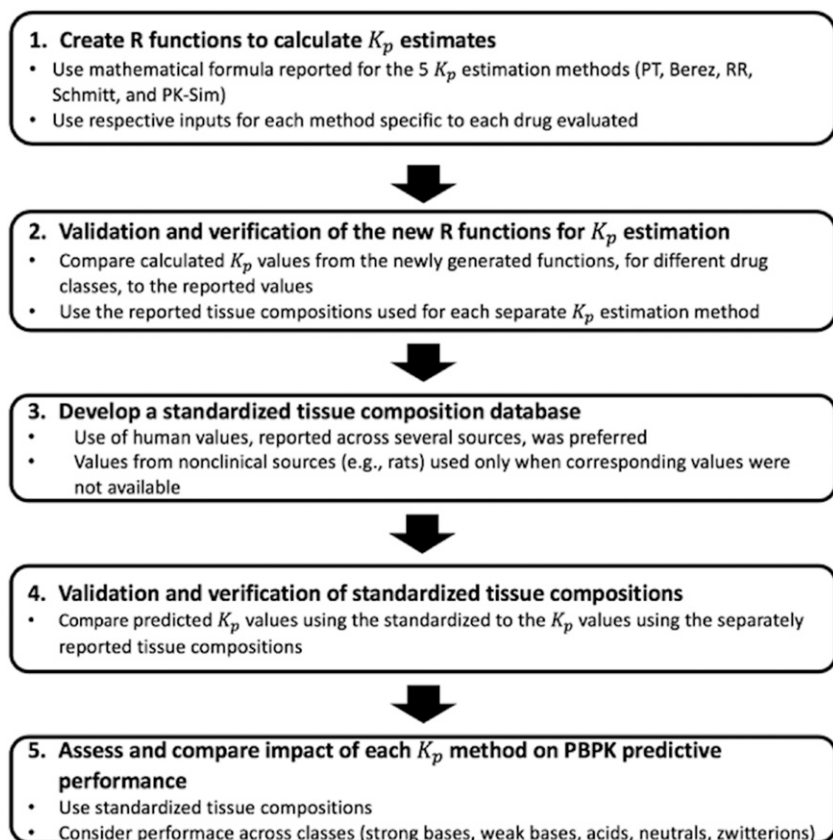 1. Create R functions to calculate Kp estimates
• Use mathematical formula reported for the 5 Kp estimation methods (PT, Berez, RR,
Schmitt, and PK-Sim)
• Use respective inputs for each method specific to each drug evaluated
2. Validation and verification of the new R functions for Kp estimation
• Compare calculated Kp values from the newly generated functions, for different drug
classes, to the reported values
• Use the reported tissue compositions used for each separate Kp estimation method
3. Develop a standardized tissue composition database
• Use of human values, reported across several sources, was preferred
• Values from nonclinical sources (e.g., rats) used only when corresponding values were
not available
4. Validation and verification of standardized tissue compositions
• Compare predicted Kp values using the standardized to the Kp values using the separately
reported tissue compositions
5. Assess and compare impact of each Kp method on PBPK predictive
performance
• Use standardized tissue compositions
• Consider performace across classes (strong bases, weak bases, acids, neutrals, zwitterions)